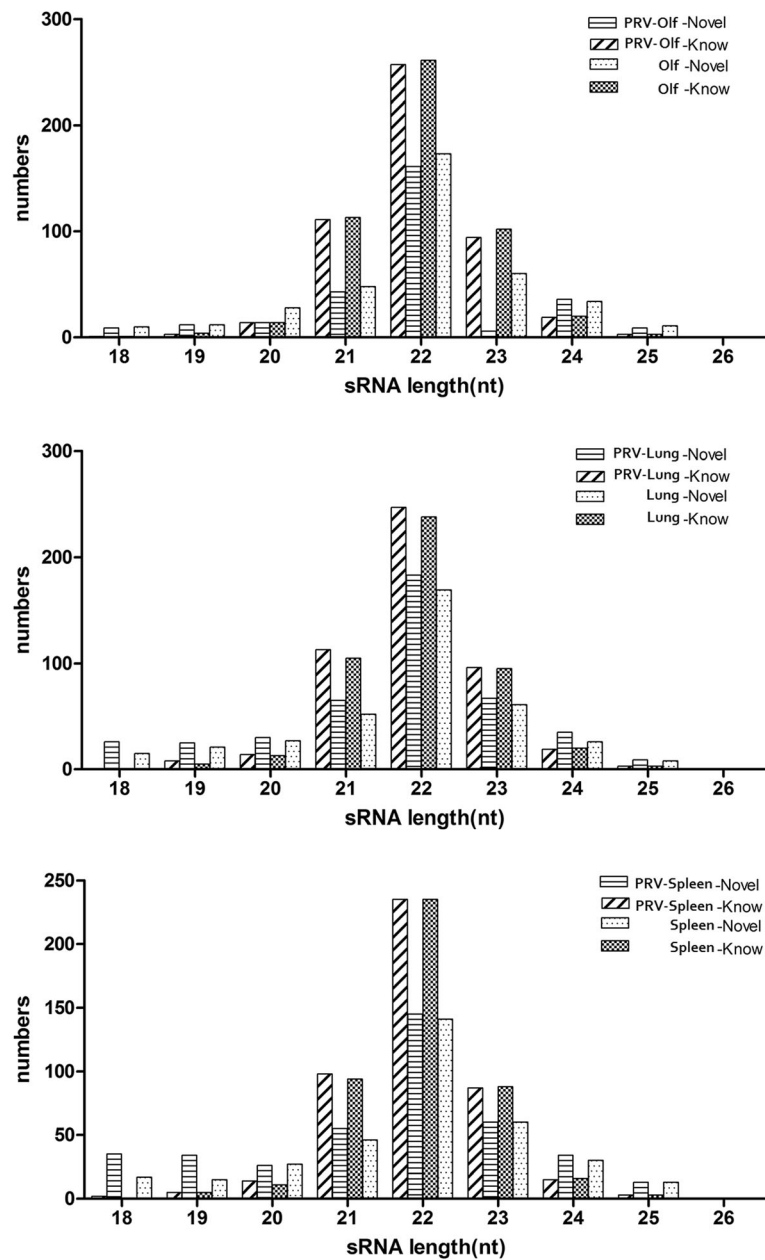 300
200
100
0
numbers
PRV-Olf-Novel
PRV-Olf-Know
Olf -Novel
Olf -Know
18 19 20 21 22 23 24 25 26
sRNA length(nt)
300
200
100
0
numbers
PRV-Lung-Novel
PRV-Lung-Know
Lung-Novel
Lung-Know
18 19 20 21 22 23 24 25 26
sRNA length(nt)
250
200
150
100
50
0
numbers
PRV-Spleen-Novel
PRV-Spleen-Know
Spleen-Novel
Spleen-Know
18 19 20 21 22 23 24 25 26
sRNA length(nt)